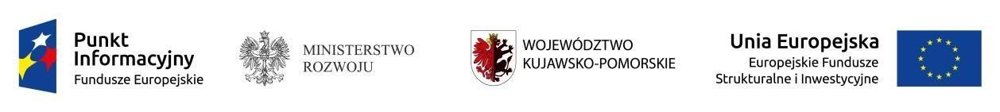 Punkt
Informacyjny
Fundusze Europejskie
MINISTERSTWO
ROZWOJU
WOJEWÓDZTWO
KUJAWSKO-POMORSKIE
Unia Europejska
Europejskie Fundusze
Strukturalne i Inwestycyjne